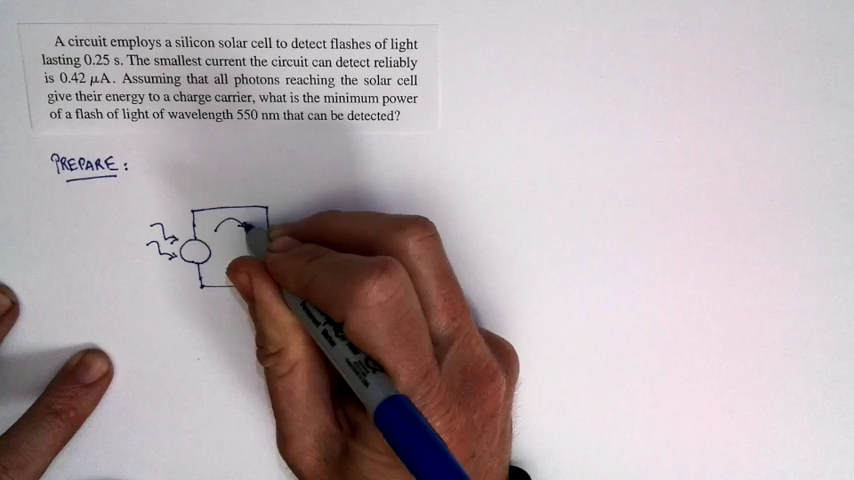 A circuit employs a silicon solar cell to detect flashes of light
lasting 0.25 s. The smallest current the circuit can detect reliably
is 0.42 μA. Assuming that all photons reaching the solar cell
give their energy to a charge carrier, what is the minimum power
of a flash of light of wavelength 550 nm that can be detected?
PREPARE: